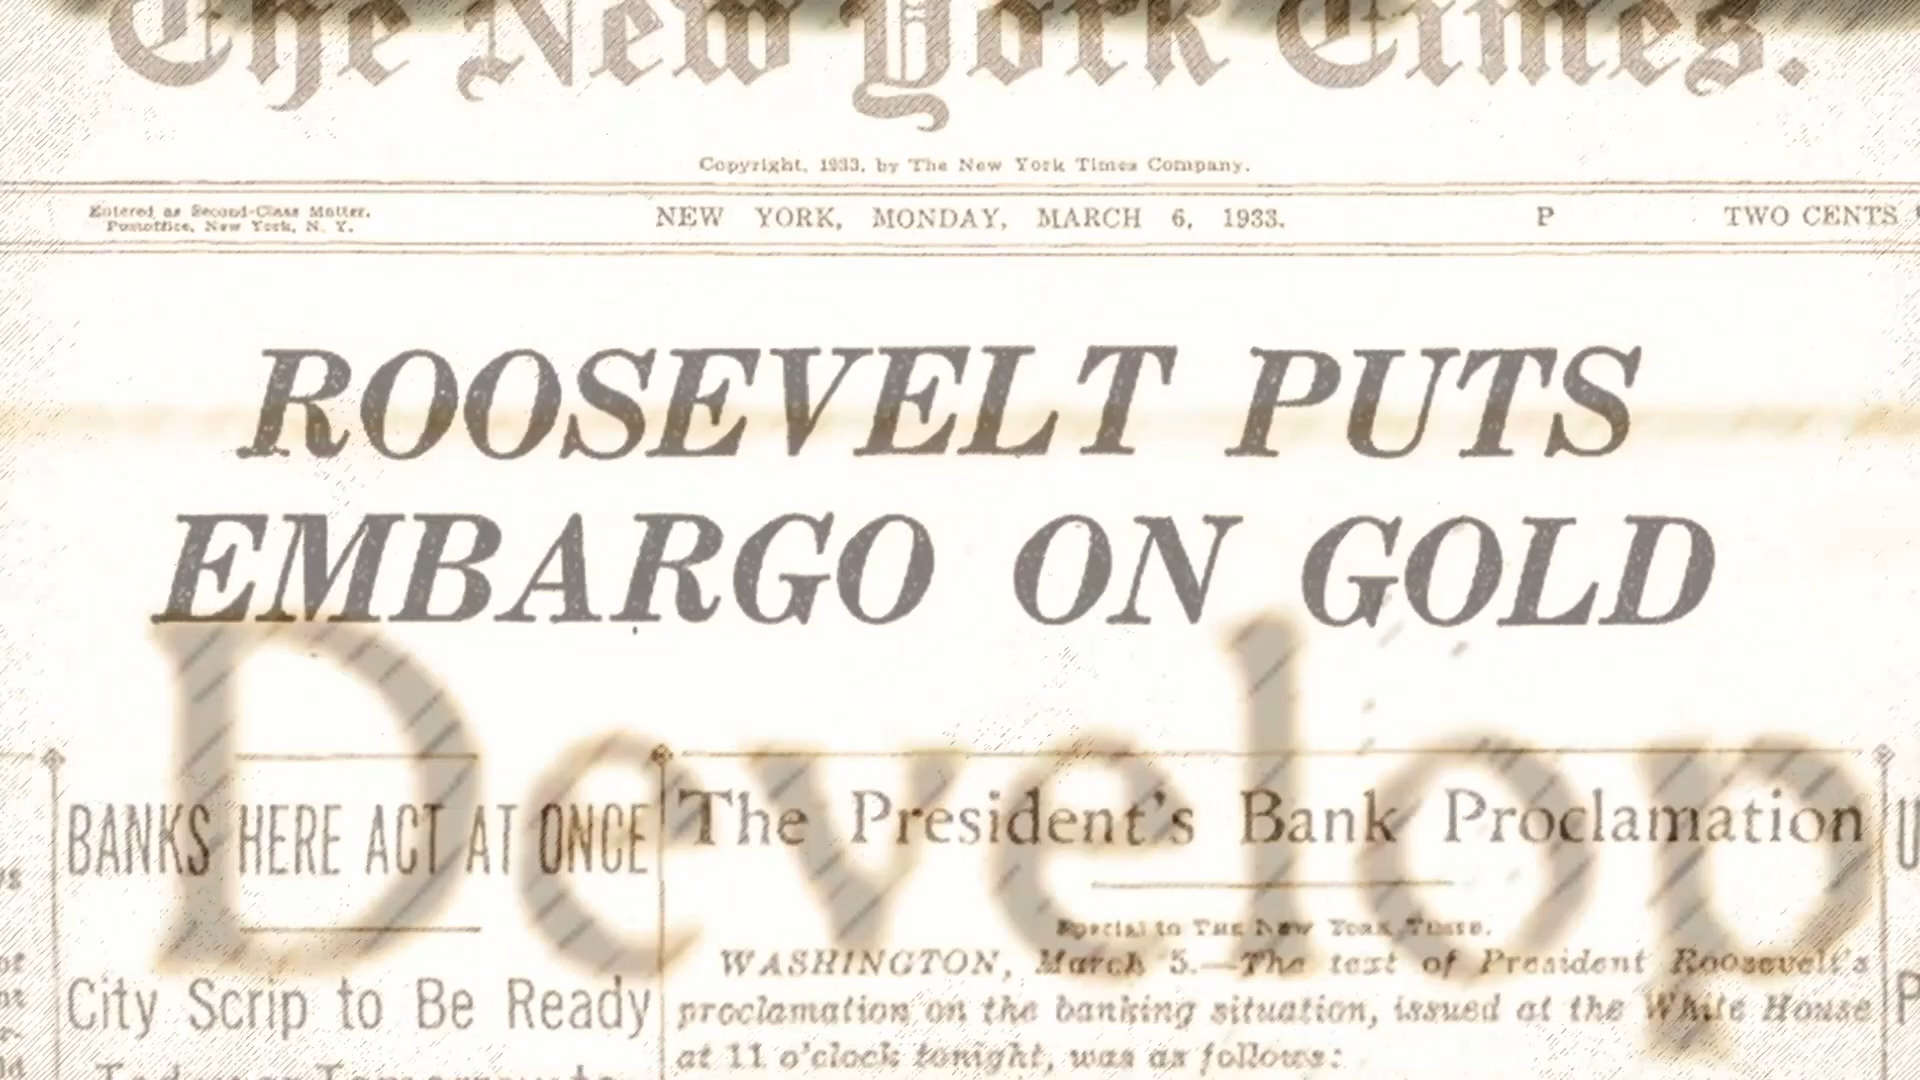 The New York Times.
Copyright, 1933, by The New York Times Company.
Entered as Second-Class Matter,
Postoffice, New York, N. Y.
NEW YORK, MONDAY, MARCH 6, 1933.
P
TWO CENTS
ROOSEVELT PUTS
EMBARGO ON GOLD
Develop
BANKS HERE ACT AT ONCE
City Scrip to Be Ready
The President's Bank Proclamation
Special to THE NEW YORK TIMES.
WASHINGTON, March 5.—The text of President Roosevelt's
proclamation on the banking situation, issued at the White House
at 11 o'clock tonight, was as follows: